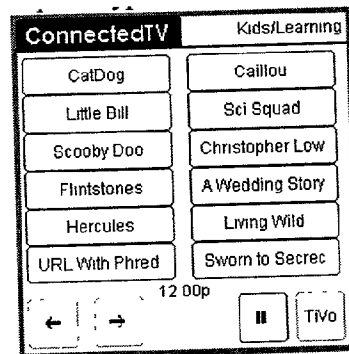 ConnectedTV Kids/Learning
CatDog Caillou
Little Bill Sci Squad
Scooby Doo Christopher Low
Flintstones A Wedding Story
Hercules Living Wild
URL With Phred Sworn to Secrec
12 00p
TiVo